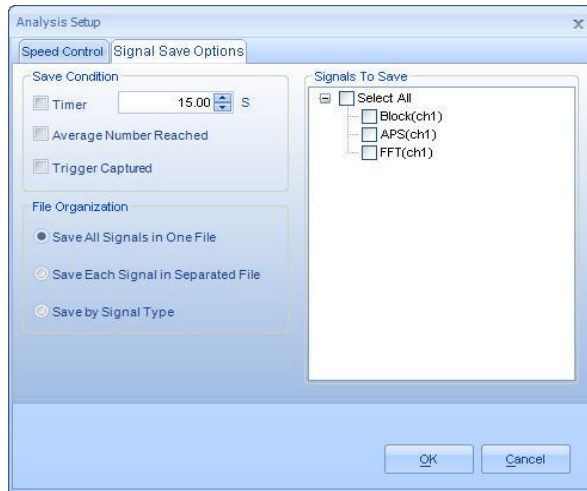 Analysis Setup x
Speed Control Signal Save Options
Save Condition
Timer 15.00 S
Average Number Reached
Trigger Captured
File Organization
Save All Signals in One File
Save Each Signal in Separated File
Save by Signal Type
Signals To Save
Select All
Block(ch1)
APS(ch1)
FFT(ch1)
OK Cancel